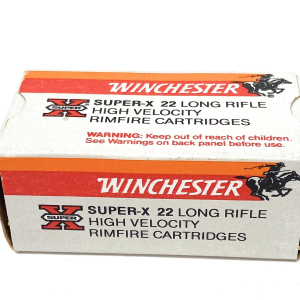 WINCHESTER
®
X
SUPER
SUPER-X 22 LONG RIFLE
HIGH VELOCITY
RIMFIRE CARTRIDGES
WARNING: Keep out of reach of children.
See Warnings on back panel before use.
WINCHESTER
X
SUPER
SUPER-X 22 LONG RIFLE
HIGH VELOCITY
RIMFIRE CARTRIDGES